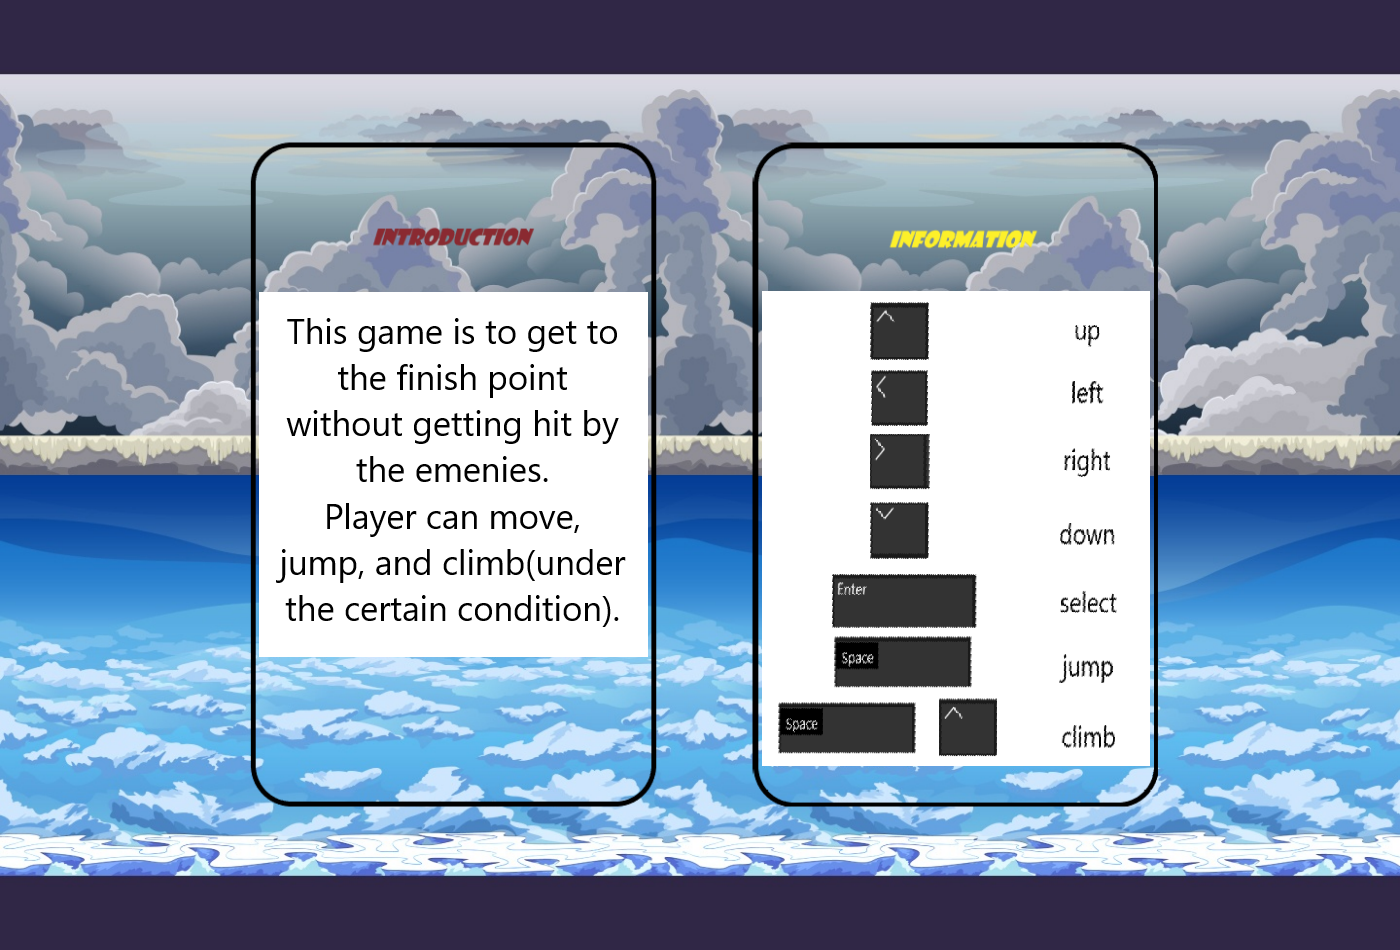 INTRODUCTION
This game is to get to
the finish point
without getting hit by
the emenies.
Player can move,
jump, and climb(under
the certain condition).
INFORMATION
up
left
right
down
Enter select
Space jump
Space climb